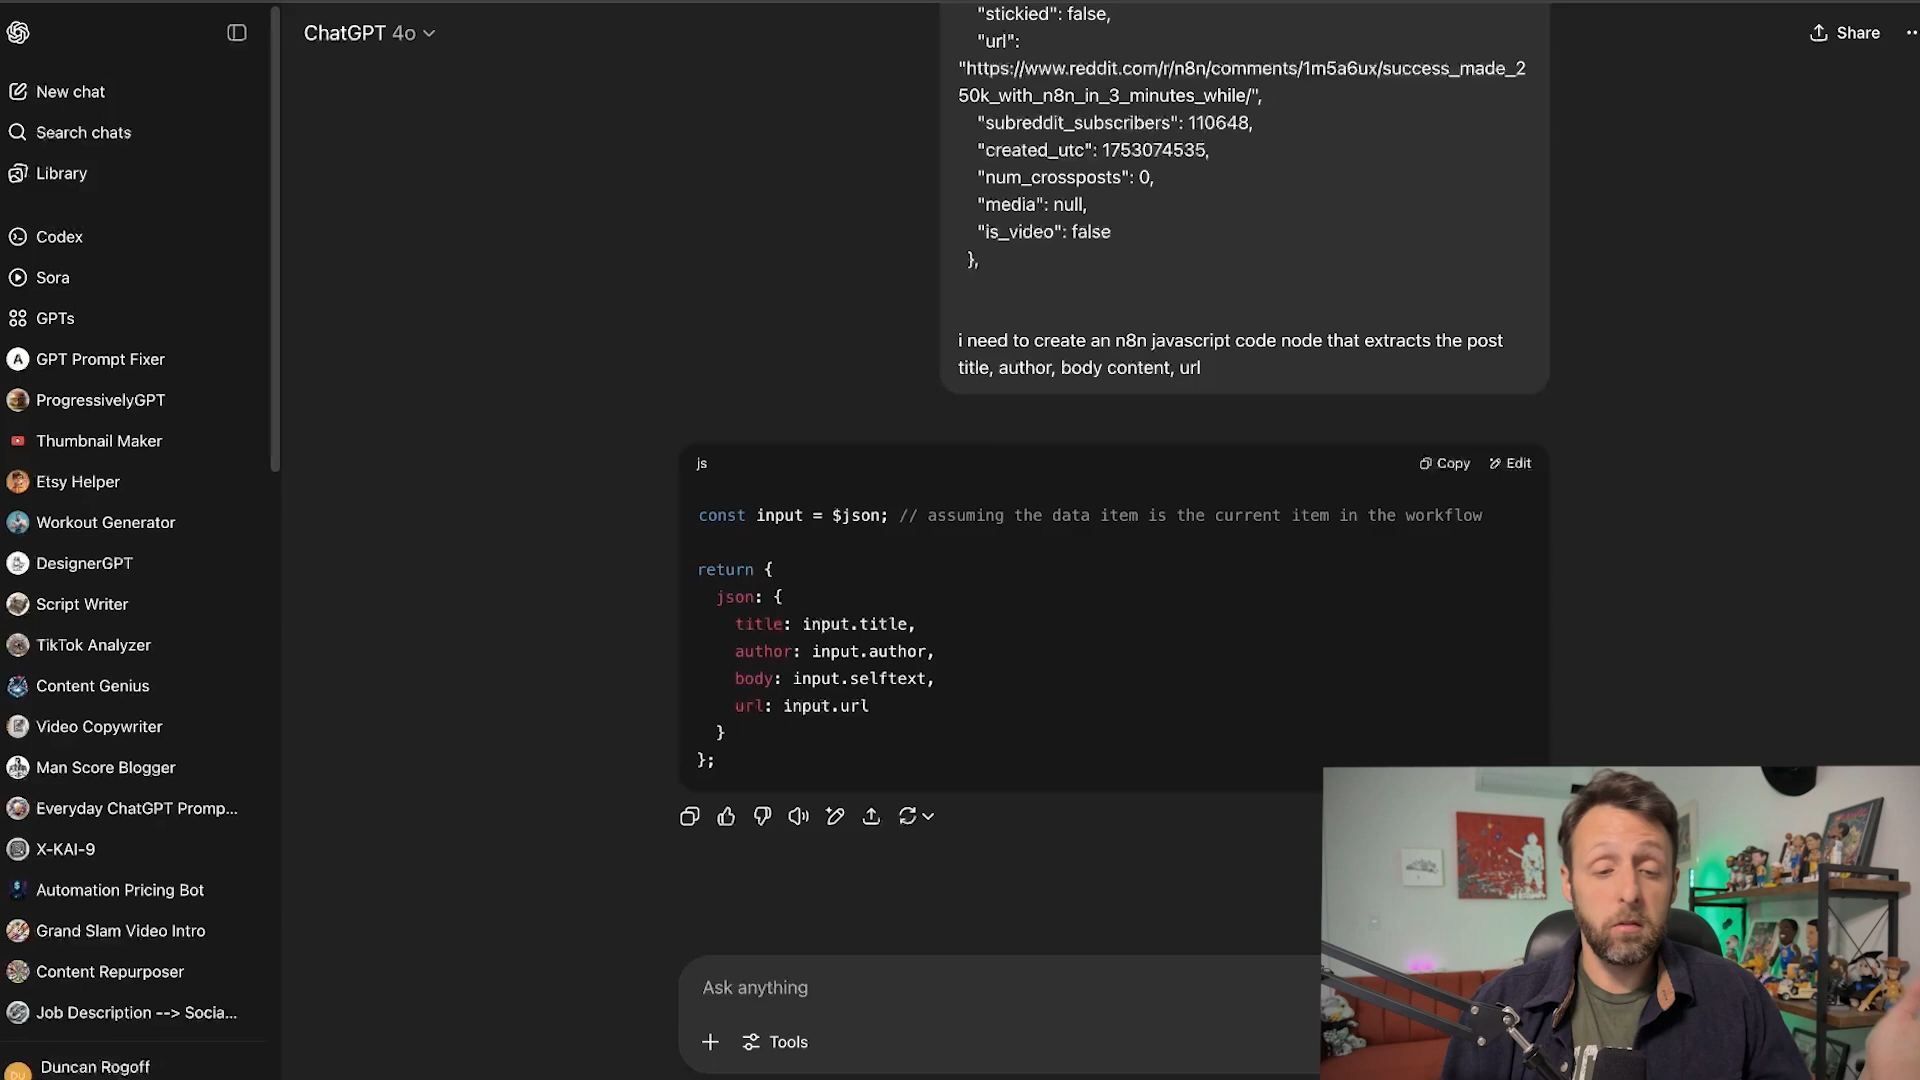 ChatGPT 4o
Share
New chat
Search chats
Library
Codex
Sora
GPTs
GPT Prompt Fixer
ProgressivelyGPT
Thumbnail Maker
Etsy Helper
Workout Generator
DesignerGPT
Script Writer
TikTok Analyzer
Content Genius
Video Copywriter
Man Score Blogger
Everyday ChatGPT Promp...
X-KAI-9
Automation Pricing Bot
Grand Slam Video Intro
Content Repurposer
Job Description --> Socia...
DU
Duncan Rogoff
"stickied": false,
"url":
"https://www.reddit.com/r/n8n/comments/1m5a6ux/success_made_2
50k_with_n8n_in_3_minutes_while/",
"subreddit_subscribers": 110648,
"created_utc": 1753074535,
"num_crossposts": 0,
"media": null,
"is_video": false
},
i need to create an n8n javascript code node that extracts the post
title, author, body content, url
js
Copy
Edit
const input = $json; // assuming the data item is the current item in the workflow
return {
json: {
title: input.title,
author: input.author,
body: input.selftext,
url: input.url
}
};
Ask anything
Tools